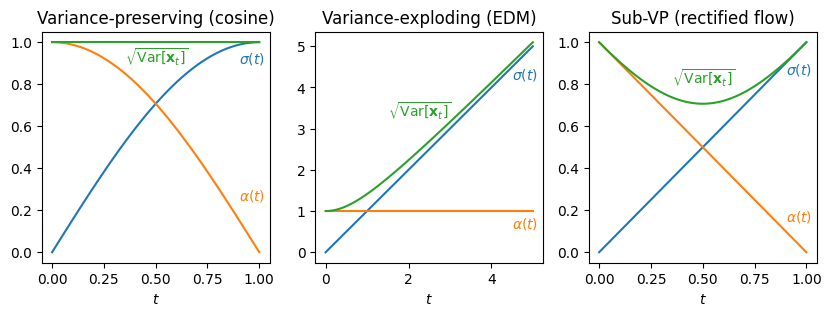 Variance-preserving (cosine)
1.0
0.8
0.6
0.4
0.2
0.0
0.00 0.25 0.50 0.75 1.00
t
√Var[x_t]
σ(t)
α(t)
Variance-exploding (EDM)
5
4
3
2
1
0
0 2 4
t
√Var[x_t]
σ(t)
α(t)
Sub-VP (rectified flow)
1.0
0.8
0.6
0.4
0.2
0.0
0.00 0.25 0.50 0.75 1.00
t
√Var[x_t]
σ(t)
α(t)